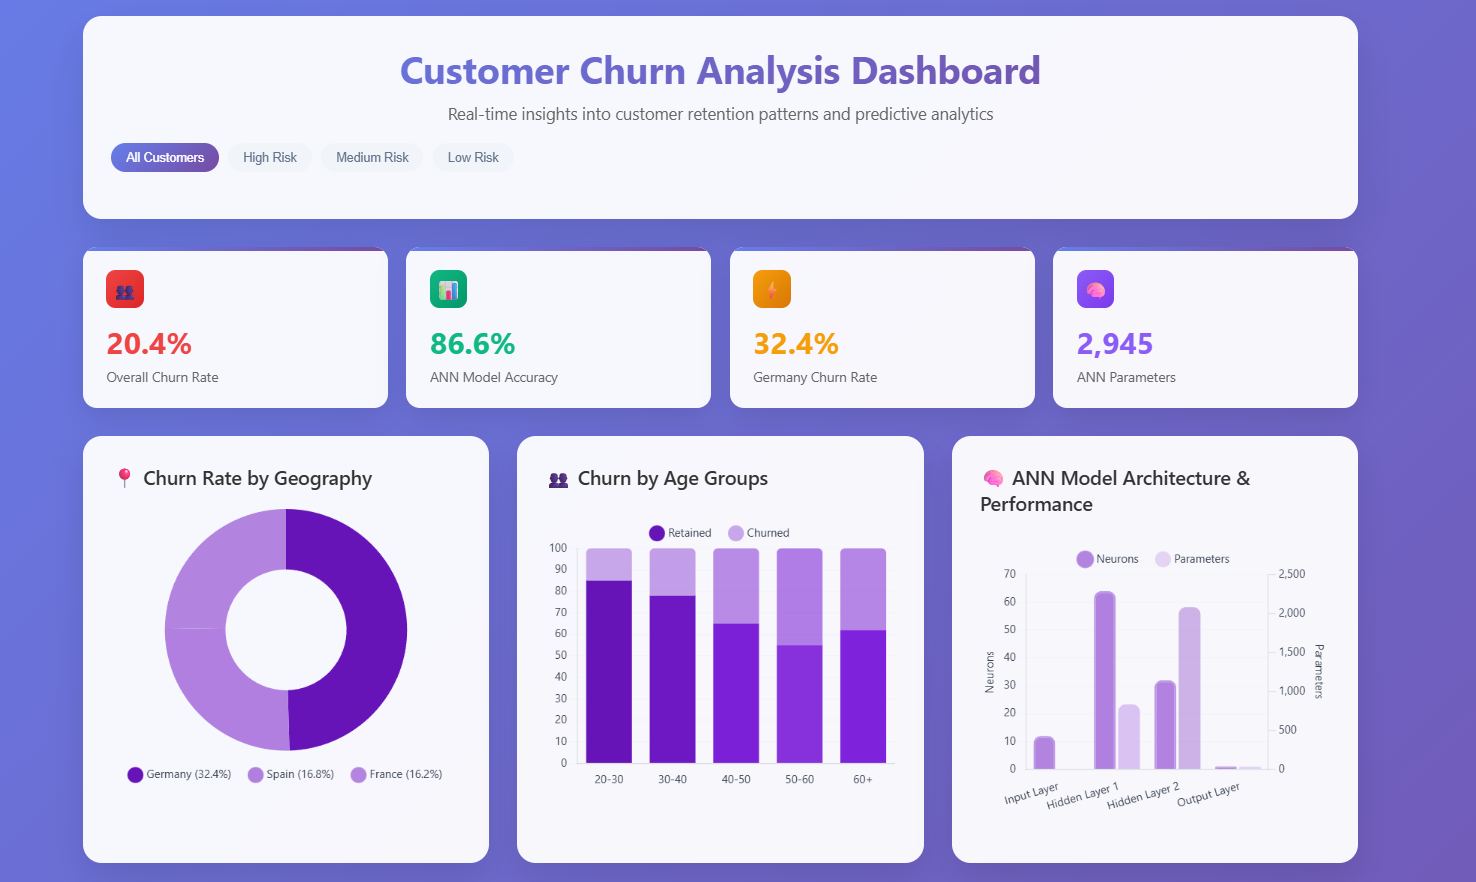 Customer Churn Analysis Dashboard
Real-time insights into customer retention patterns and predictive analytics
All Customers High Risk Medium Risk Low Risk
20.4%
Overall Churn Rate
86.6%
ANN Model Accuracy
32.4%
Germany Churn Rate
2,945
ANN Parameters
Churn Rate by Geography
Germany (32.4%) Spain (16.8%) France (16.2%)
Churn by Age Groups
Retained Churned
100
90
80
70
60
50
40
30
20
10
0
20-30 30-40 40-50 50-60 60+
ANN Model Architecture &
Performance
Neurons Parameters
70
60
50
40
30
20
10
0
Neurons
2,500
2,000
1,500
1,000
500
0
Parameters
Input Layer Hidden Layer 1 Hidden Layer 2 Output Layer